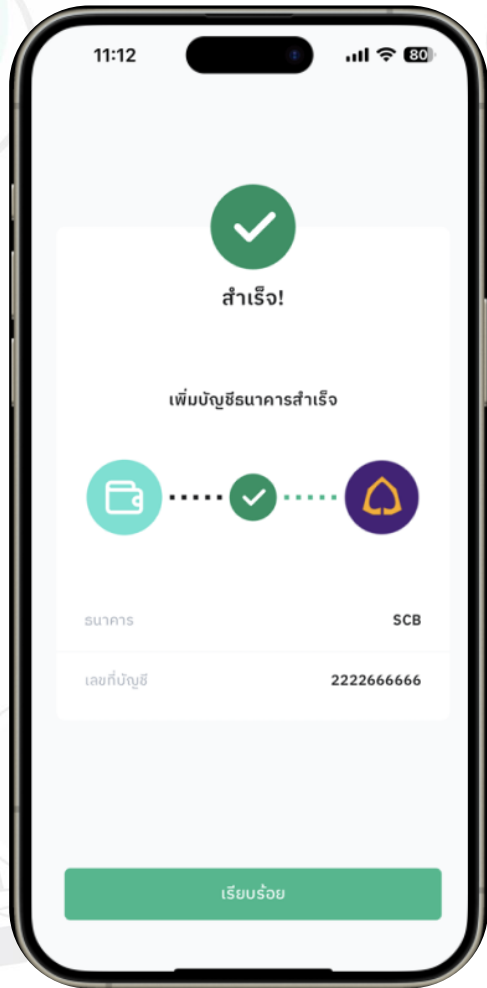 11:12
80
สำเร็จ!
เพิ่มบัญชีธนาคารสำเร็จ
ธนาคาร SCB
เลขที่บัญชี 2222666666
เรียบร้อย